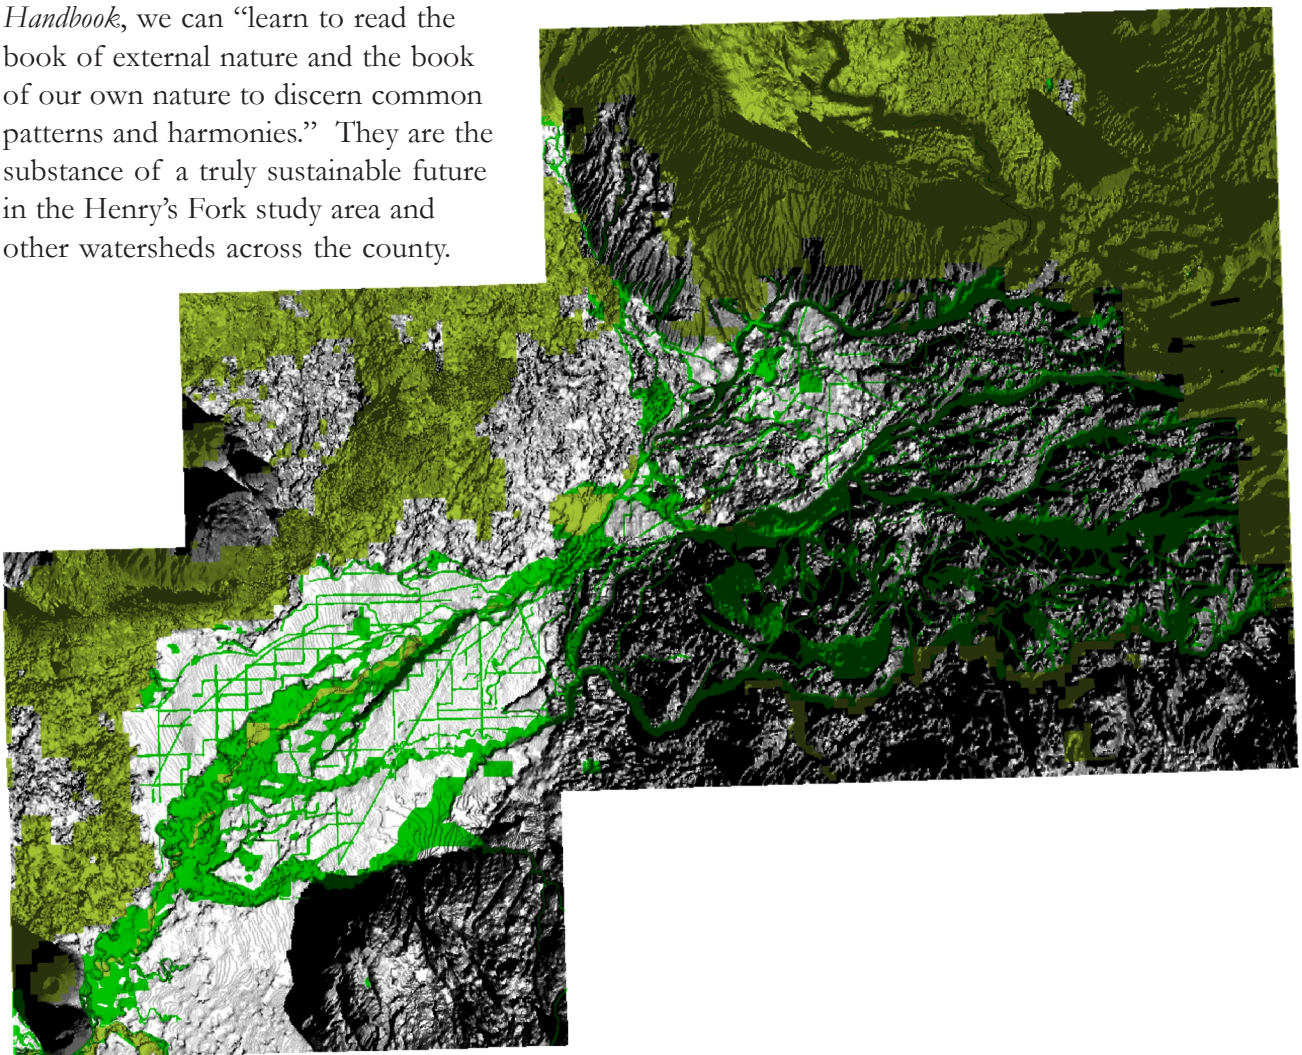 Handbook, we can “learn to read the
book of external nature and the book
of our own nature to discern common
patterns and harmonies.”  They are the
substance of a truly sustainable future
in the Henry’s Fork study area and
other watersheds across the county.